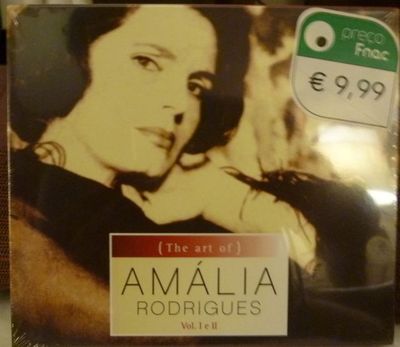 preço
Fnac
€ 9,99
(The art of)
AMÁLIA
RODRIGUES
Vol. I e II